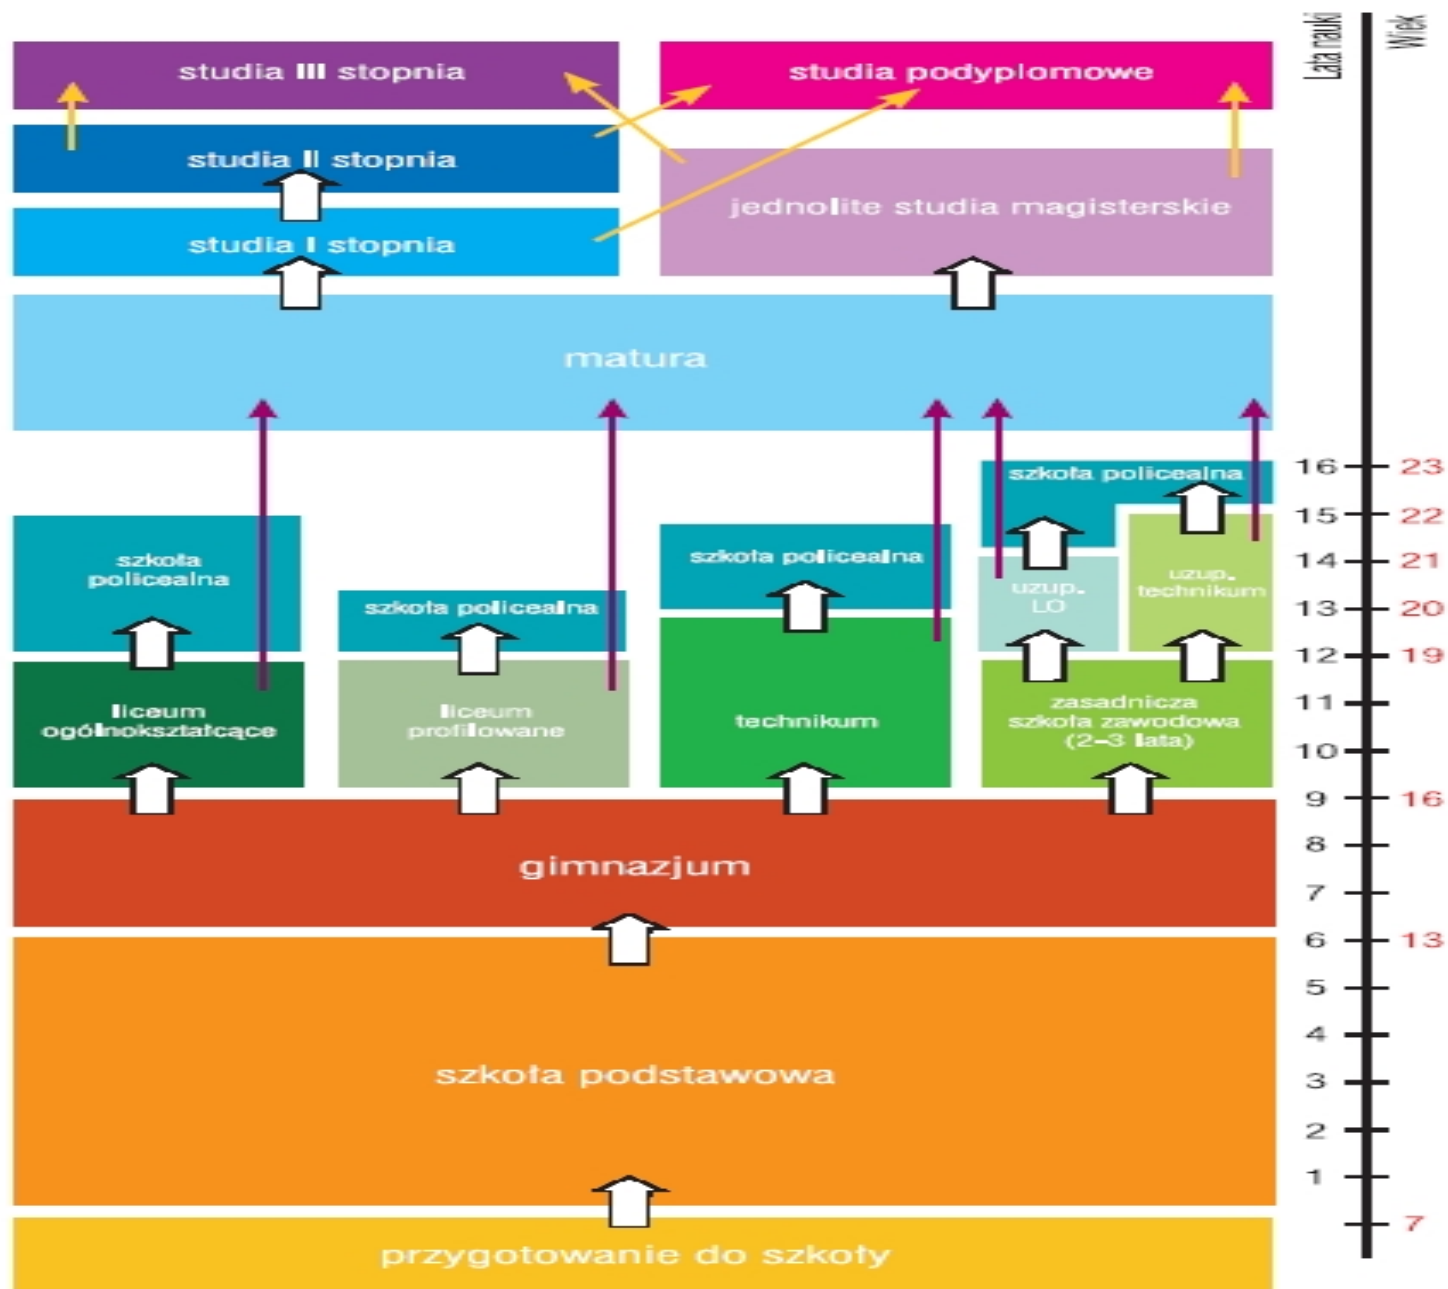 Lata nauki
Wiek
studia III stopnia
studia podyplomowe
studia II stopnia
jednolite studia magisterskie
studia I stopnia
matura
szkoła policealna
16
23
15
22
szkoła
policealna
szkoła policealna
14
21
uzup.
technikum
uzup.
LO
szkoła policealna
13
20
12
19
liceum
ogólnokształcące
liceum
profilowane
technikum
zasadnicza
szkoła zawodowa
(2–3 lata)
11
10
9
16
8
gimnazjum
7
6
13
5
4
szkoła podstawowa
3
2
1
7
przygotowanie do szkoły